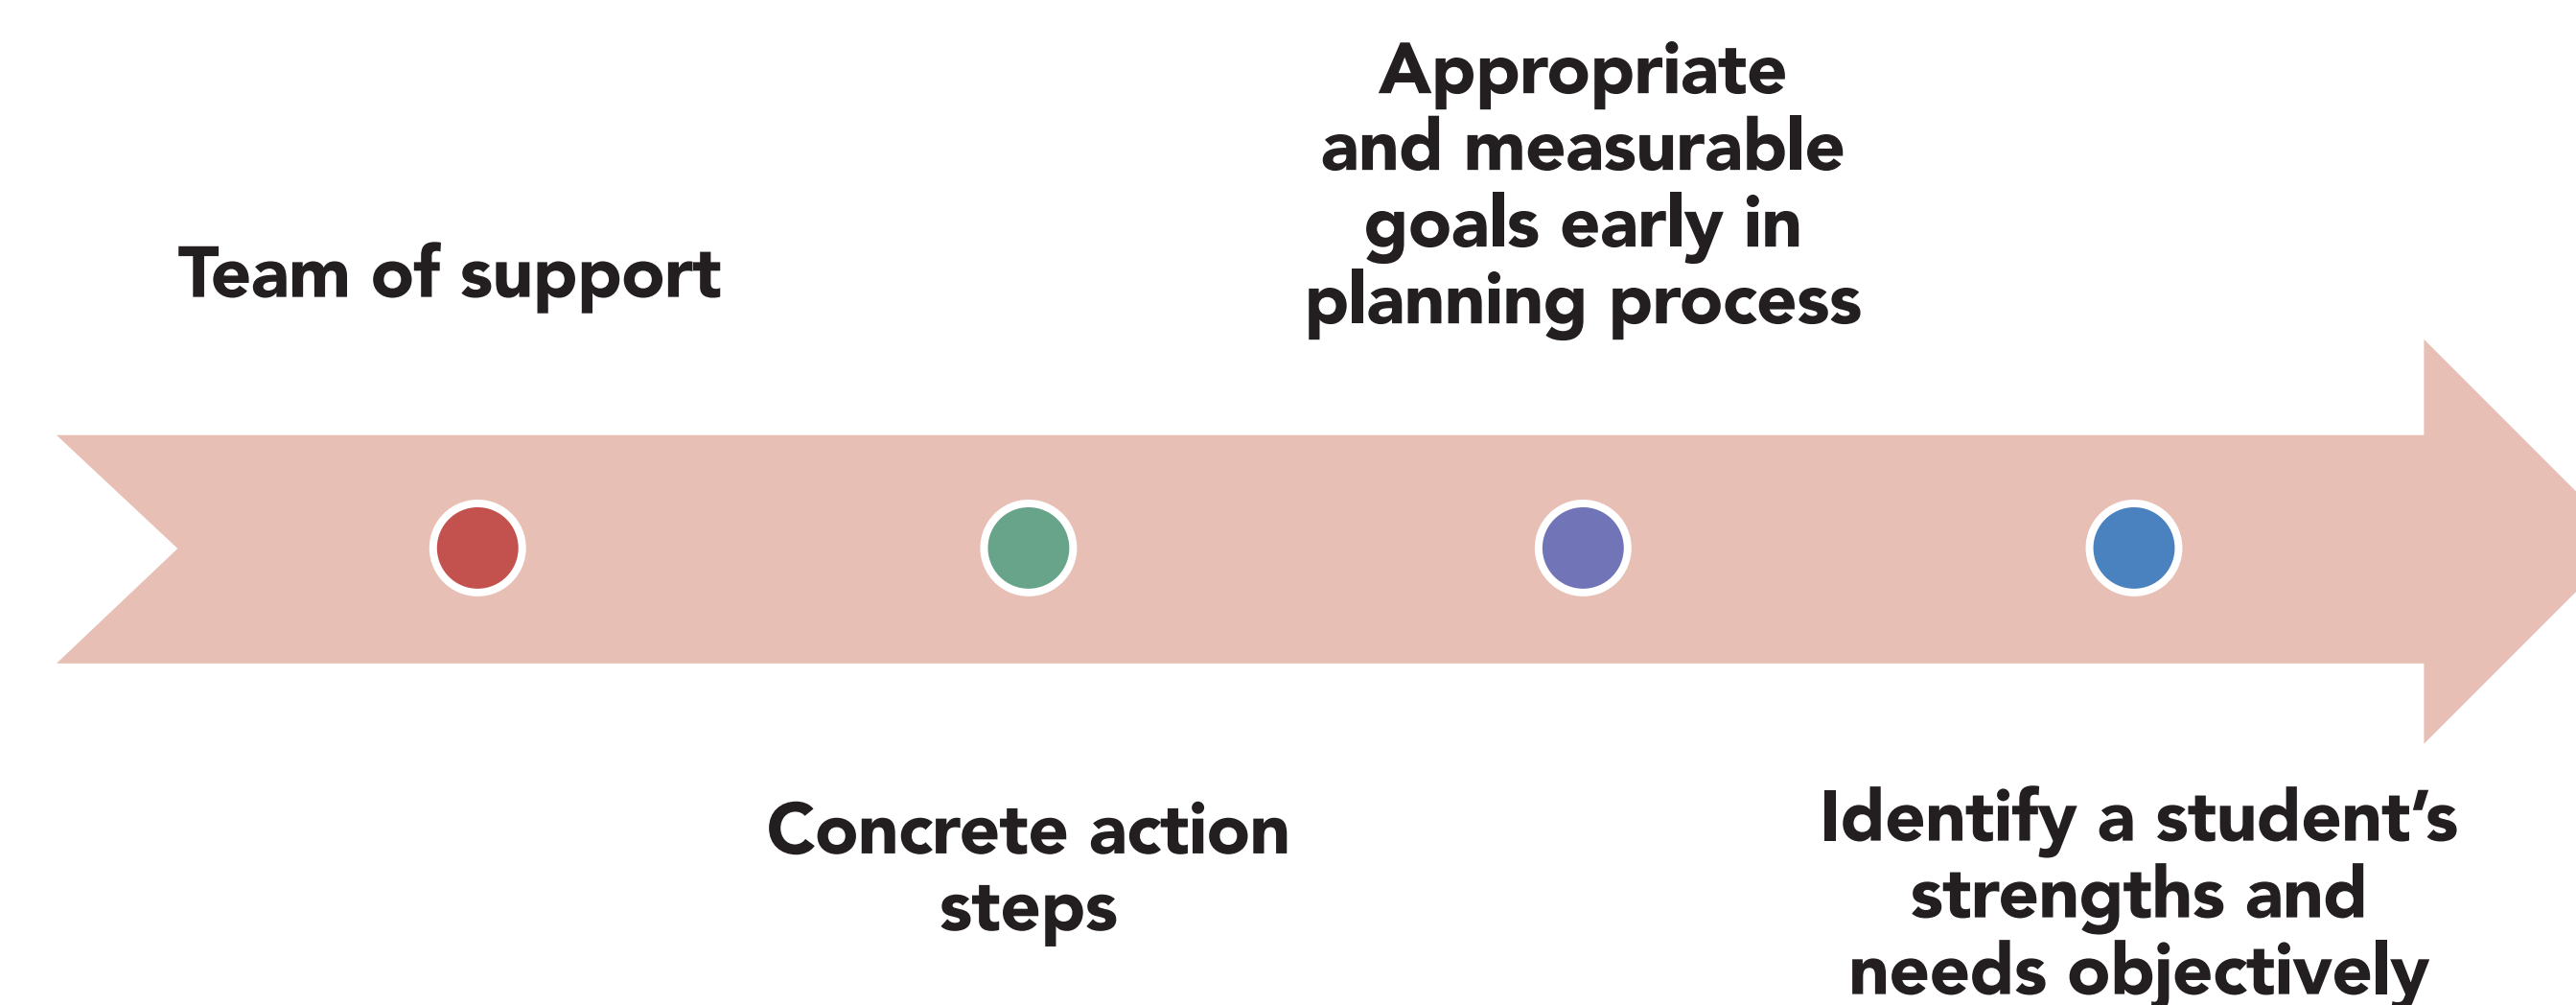 Team of support
Concrete action
steps
Appropriate
and measurable
goals early in
planning process
Identify a student’s
strengths and
needs objectively